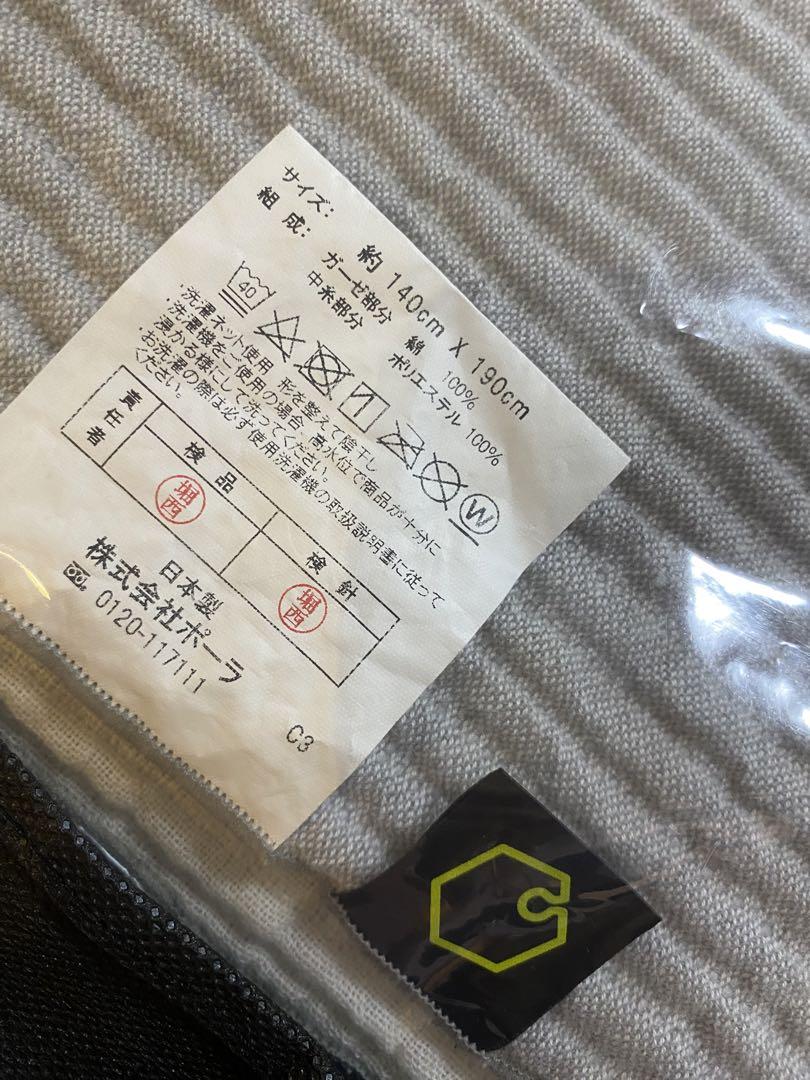 サイズ: 約 140cm X 190cm
組 成: ガーゼ部分 綿 100%
中糸部分 ポリエステル 100%
40
W
・洗濯ネット使用 形を整えて陰干し
・洗濯機をご使用の場合、高水位で商品が十分に
浸かる様にして洗ってください。
・お洗濯の際は必ず使用洗濯機の取扱説明書に従って
ください。
責任者
検 品
堀西
検 針
堀西
日本製
株式会社ポーラ
0120-117111
C3